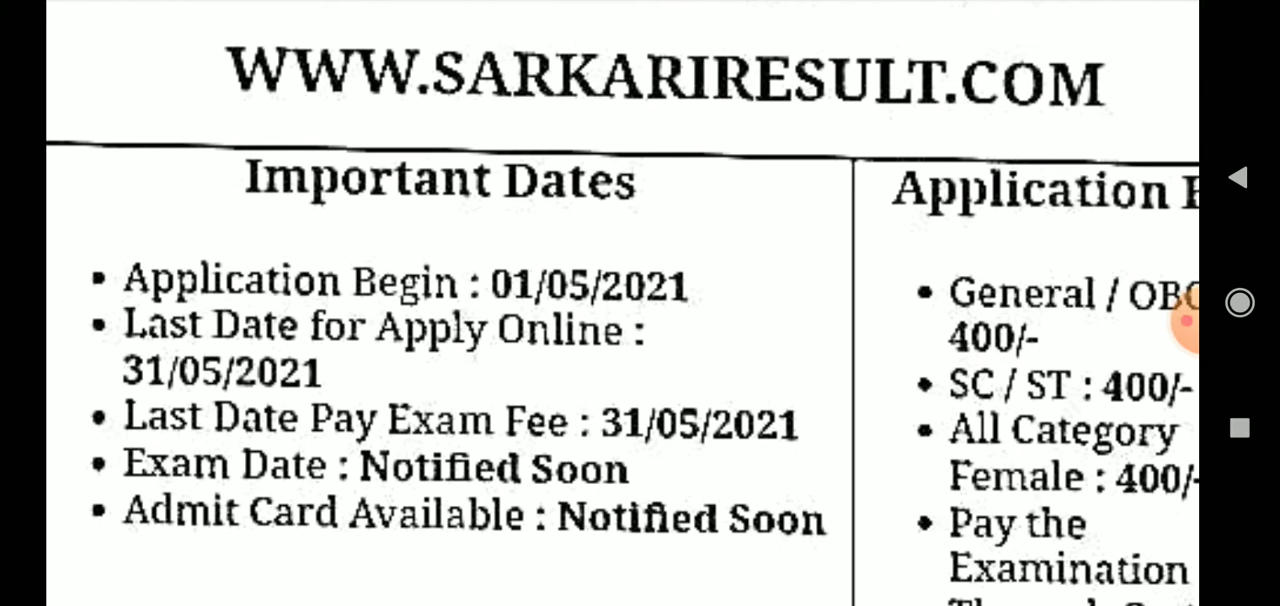 WWW.SARKARIRESULT.COM
Important Dates
• Application Begin : 01/05/2021
• Last Date for Apply Online :
31/05/2021
• Last Date Pay Exam Fee : 31/05/2021
• Exam Date : Notified Soon
• Admit Card Available : Notified Soon
Application
• General / OBC
400/-
• SC / ST : 400/-
• All Category
Female : 400/-
• Pay the
Examination